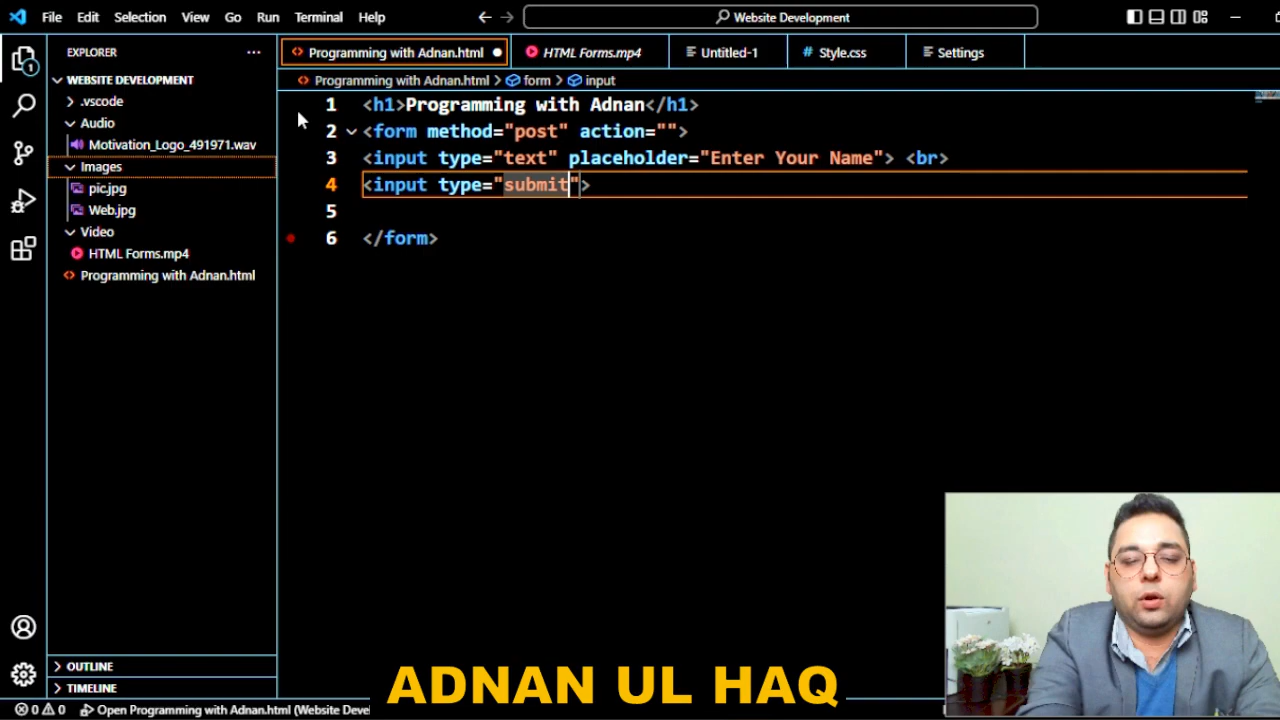 File Edit Selection View Go Run Terminal Help
Website Development
EXPLORER
Programming with Adnan.html
HTML Forms.mp4
Untitled-1
Style.css
Settings
WEBSITE DEVELOPMENT
Programming with Adnan.html > form > input
.vscode
Audio
Motivation_Logo_491971.wav
Images
pic.jpg
Web.jpg
Video
HTML Forms.mp4
Programming with Adnan.html
1 <h1>Programming with Adnan</h1>
2 <form method="post" action="">
3 <input type="text" placeholder="Enter Your Name"> <br>
4 <input type="submit">
5
6 </form>
1
OUTLINE
TIMELINE
ADNAN UL HAQ
0 0 Open Programming with Adnan.html (Website Deve